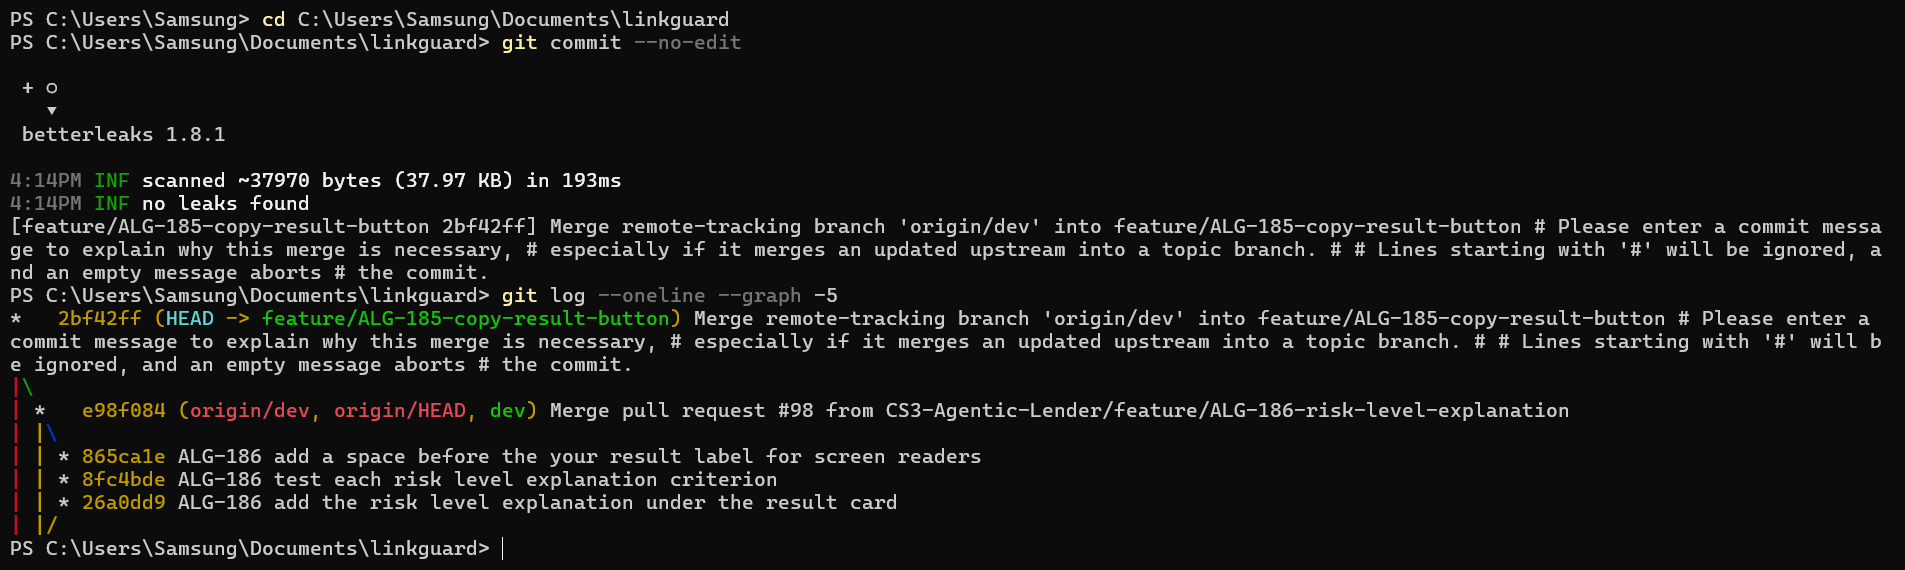 PS C:\Users\Samsung> cd C:\Users\Samsung\Documents\linkguard
PS C:\Users\Samsung\Documents\linkguard> git commit --no-edit
+ o
▼
betterleaks 1.8.1
4:14PM INF scanned ~37970 bytes (37.97 KB) in 193ms
4:14PM INF no leaks found
[feature/ALG-185-copy-result-button 2bf42ff] Merge remote-tracking branch 'origin/dev' into feature/ALG-185-copy-result-button # Please enter a commit messa
ge to explain why this merge is necessary, # especially if it merges an updated upstream into a topic branch. # # Lines starting with '#' will be ignored, a
nd an empty message aborts # the commit.
PS C:\Users\Samsung\Documents\linkguard> git log --oneline --graph -5
*   2bf42ff (HEAD -> feature/ALG-185-copy-result-button) Merge remote-tracking branch 'origin/dev' into feature/ALG-185-copy-result-button # Please enter a
commit message to explain why this merge is necessary, # especially if it merges an updated upstream into a topic branch. # # Lines starting with '#' will b
e ignored, and an empty message aborts # the commit.
|\
| *   e98f084 (origin/dev, origin/HEAD, dev) Merge pull request #98 from CS3-Agentic-Lender/feature/ALG-186-risk-level-explanation
| |\
| | * 865ca1e ALG-186 add a space before the your result label for screen readers
| | * 8fc4bde ALG-186 test each risk level explanation criterion
| | * 26a0dd9 ALG-186 add the risk level explanation under the result card
| |/
PS C:\Users\Samsung\Documents\linkguard>